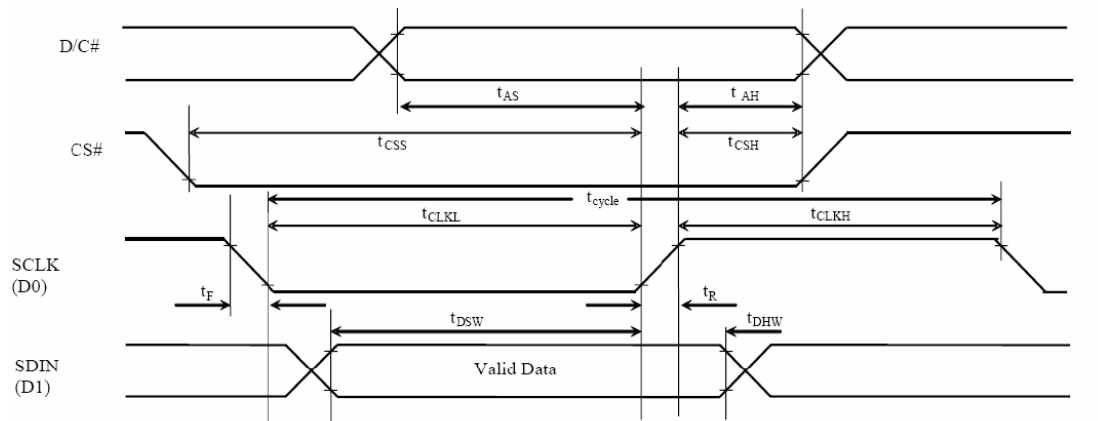 D/C#
tAS
tAH
CS#
tCSS
tCSH
tcycle
tCLKL
tCLKH
SCLK
(D0)
tF
tR
tDSW
tDHW
SDIN
(D1)
Valid Data